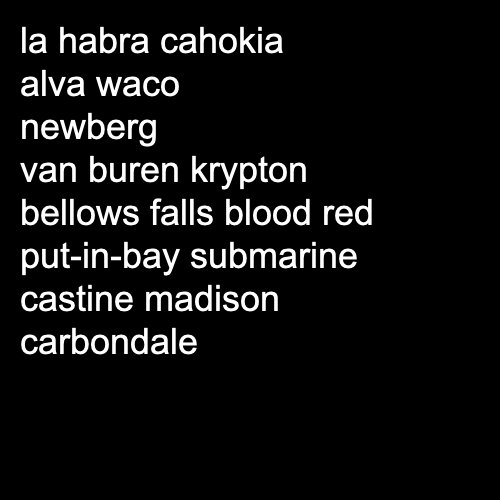 la habra cahokia
alva waco
newberg
van buren krypton
bellows falls blood red
put-in-bay submarine
castine madison
carbondale